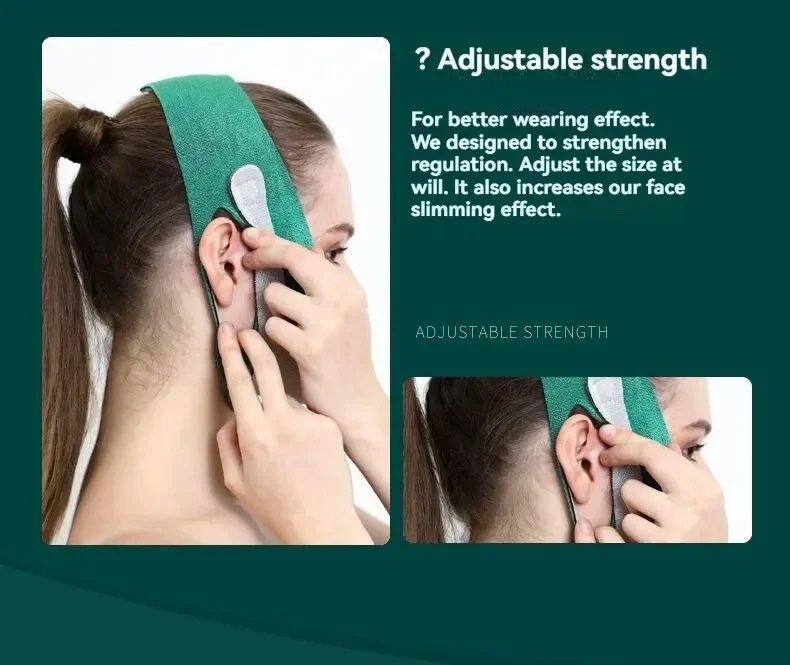 ? Adjustable strength
For better wearing effect.
We designed to strengthen
regulation. Adjust the size at
will. It also increases our face
slimming effect.
ADJUSTABLE STRENGTH